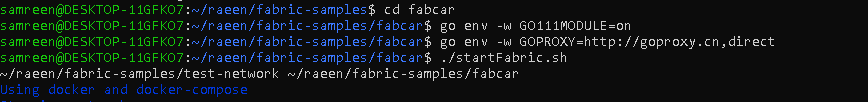 samreen@DESKTOP-11GFKO7:~/raeen/fabric-samples$ cd fabcar
samreen@DESKTOP-11GFKO7:~/raeen/fabric-samples/fabcar$ go env -w GO111MODULE=on
samreen@DESKTOP-11GFKO7:~/raeen/fabric-samples/fabcar$ go env -w GOPROXY=http://goproxy.cn,direct
samreen@DESKTOP-11GFKO7:~/raeen/fabric-samples/fabcar$ ./startFabric.sh
~/raeen/fabric-samples/test-network ~/raeen/fabric-samples/fabcar
Using docker and docker-compose